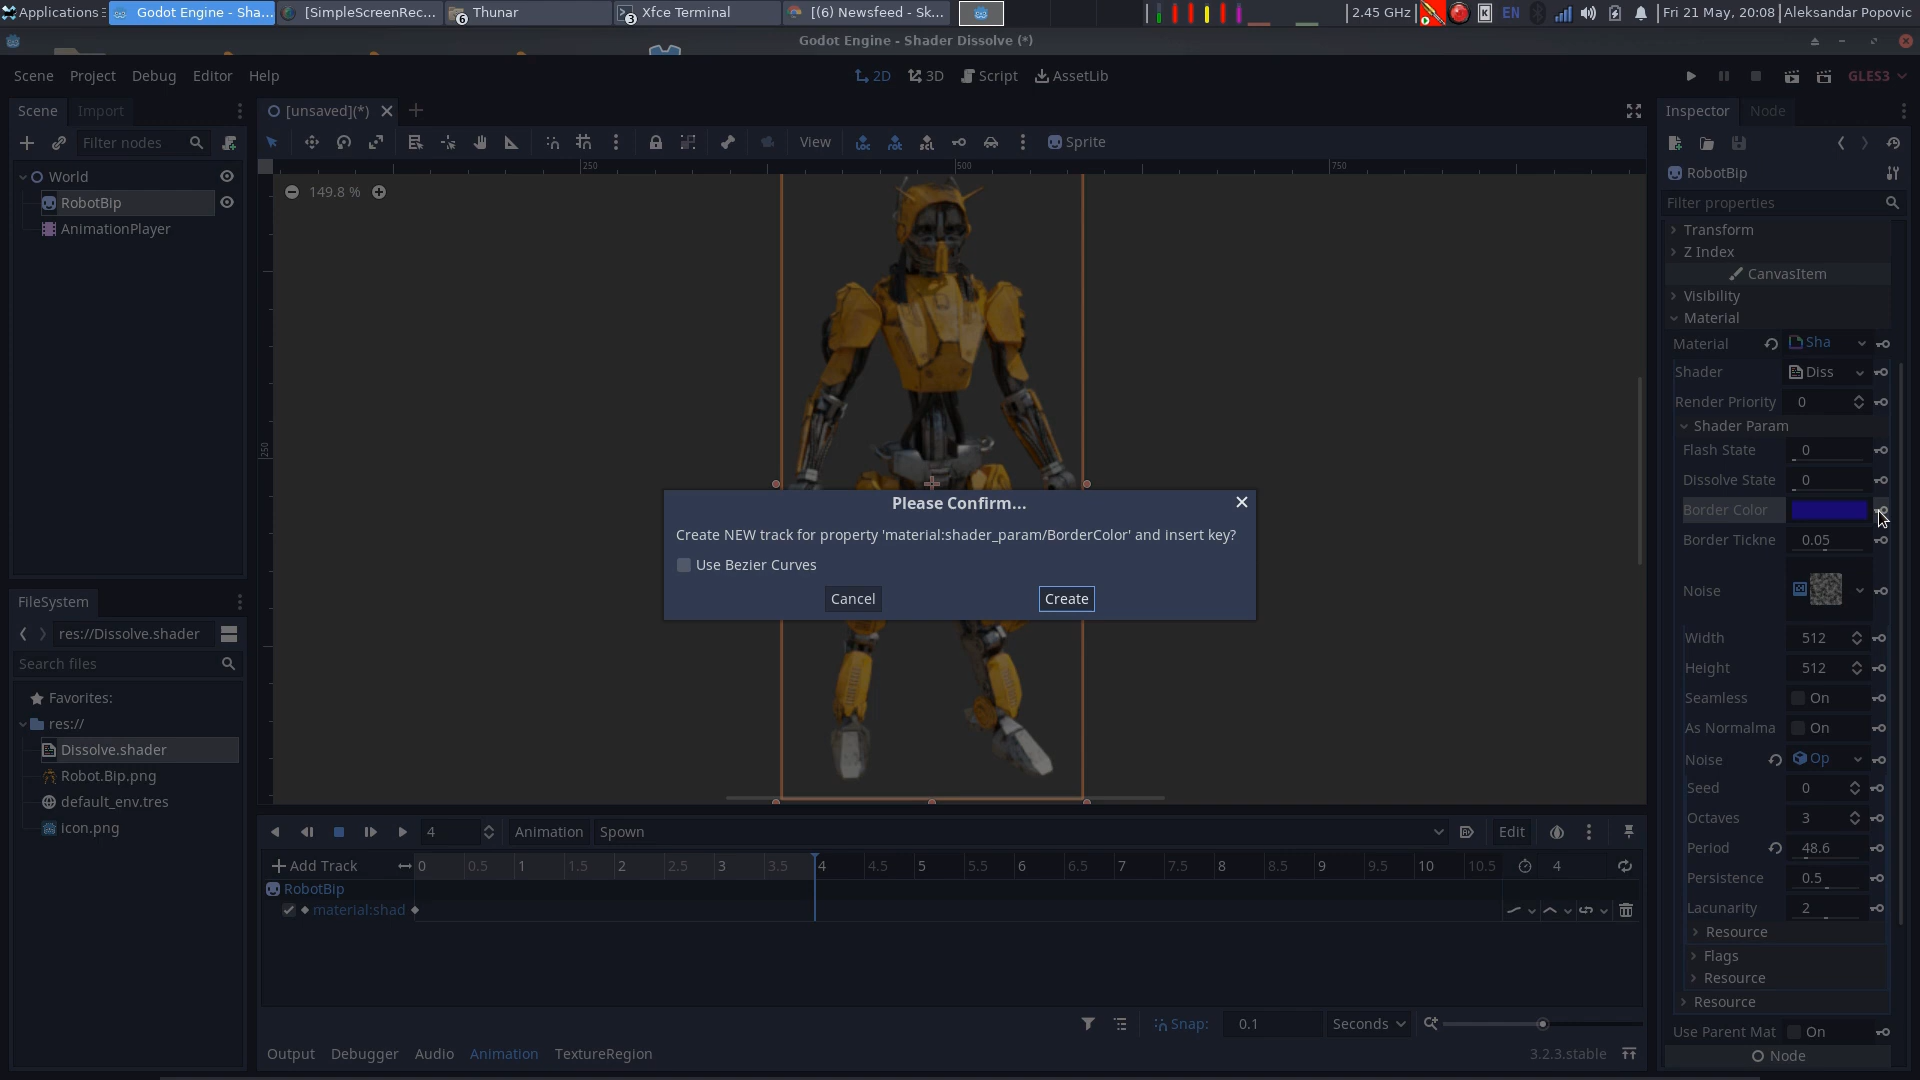 Applications
Godot Engine - Sha...
[SimpleScreenRec...
6
Thunar
3
Xfce Terminal
[(6) Newsfeed - Sk...
2.45 GHz
EN
Fri 21 May, 20:08
Aleksandar Popovic
Godot Engine - Shader Dissolve (*)
Scene
Project
Debug
Editor
Help
2D
3D
Script
AssetLib
GLES3
Scene
Import
[unsaved](*)
Inspector
Node
Filter nodes
View
Sprite
250
500
750
World
RobotBip
AnimationPlayer
149.8 %
250
RobotBip
Filter properties
Transform
Z Index
CanvasItem
Visibility
Material
Material
Sha
Shader
Diss
Render Priority
0
Shader Param
Flash State
0
Dissolve State
0
Border Color
Border Tickne
0.05
Noise
Width
512
Height
512
Seamless
On
As Normalma
On
Noise
Op
Seed
0
Octaves
3
Period
48.6
Persistence
0.5
Lacunarity
2
Resource
Flags
Resource
Resource
Use Parent Mat
On
Node
Please Confirm...
Create NEW track for property 'material:shader_param/BorderColor' and insert key?
Use Bezier Curves
Cancel
Create
FileSystem
res://Dissolve.shader
Search files
Favorites:
res://
Dissolve.shader
Robot.Bip.png
default_env.tres
icon.png
4
Animation
Spawn
Edit
Add Track
0 0.5 1 1.5 2 2.5 3 3.5 4 4.5 5 5.5 6 6.5 7 7.5 8 8.5 9 9.5 10 10.5
4
RobotBip
material:shad
Snap:
0.1
Seconds
Output
Debugger
Audio
Animation
TextureRegion
3.2.3.stable